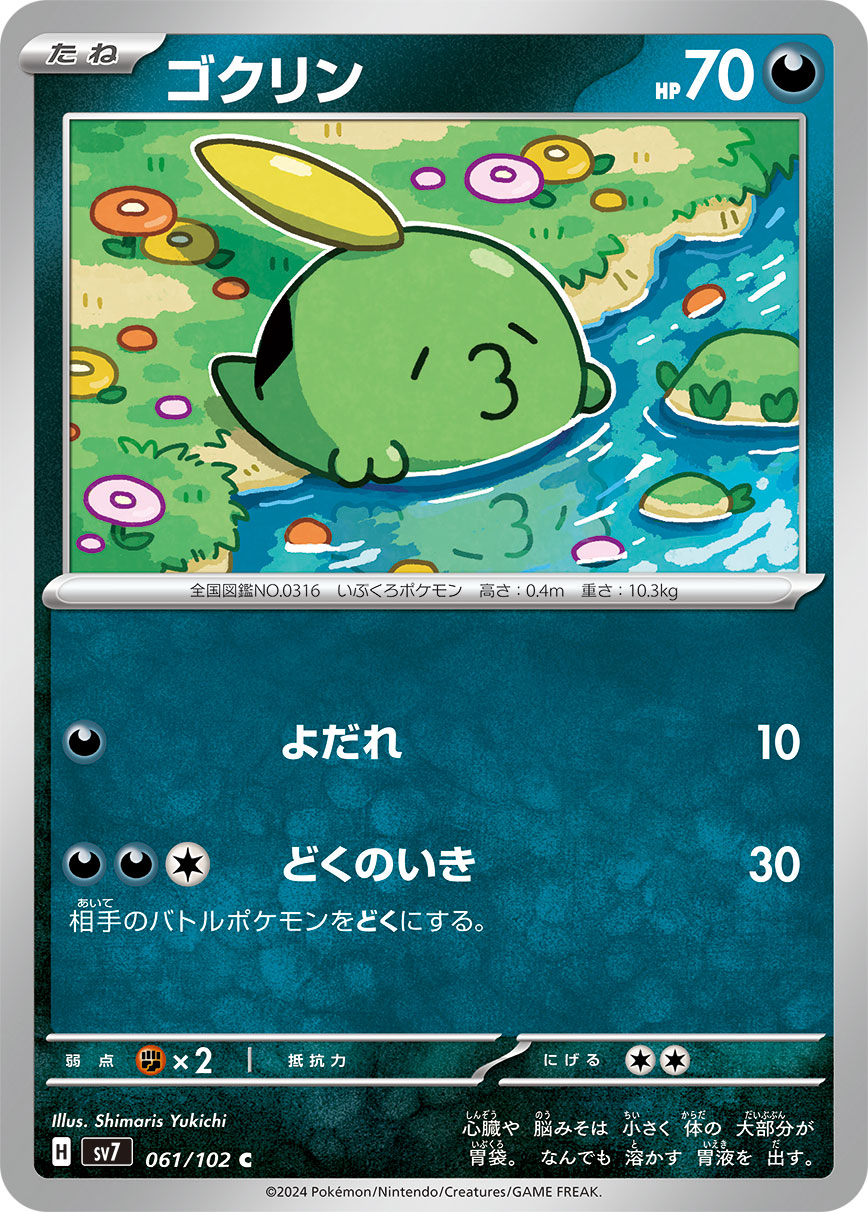 たね ゴクリン HP70
全国図鑑NO.0316 いぶくろポケモン 高さ：0.4m 重さ：10.3kg
よだれ 10
どくのいき 30
相手のバトルポケモンをどくにする。
弱点 ×2 抵抗力 にげる
Illus. Shimaris Yukichi
H sv7 061/102 C
心臓や 脳みそは 小さく 体の 大部分が
胃袋。 なんでも 溶かす 胃液を 出す。
©2024 Pokémon/Nintendo/Creatures/GAME FREAK.